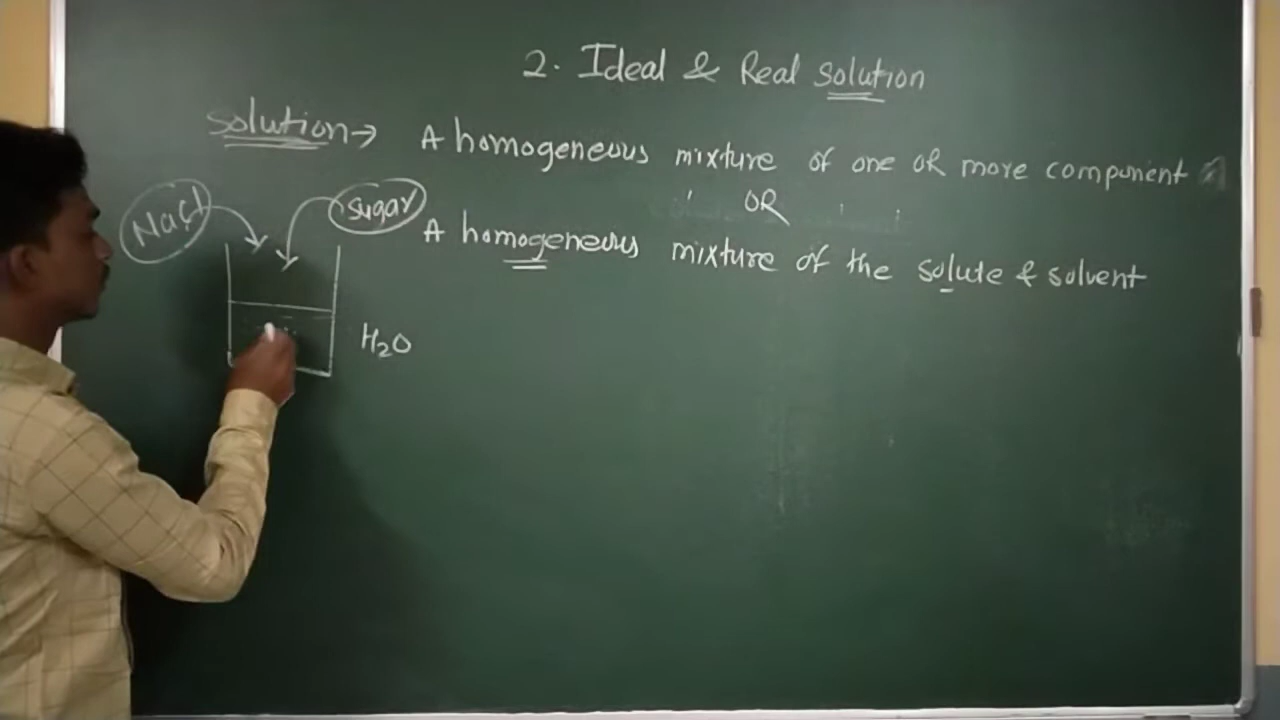 2. Ideal & Real Solution
Solution → A homogeneous mixture of one or more component
OR
NaCl
Sugar
A homogeneous mixture of the solute & solvent
H₂O